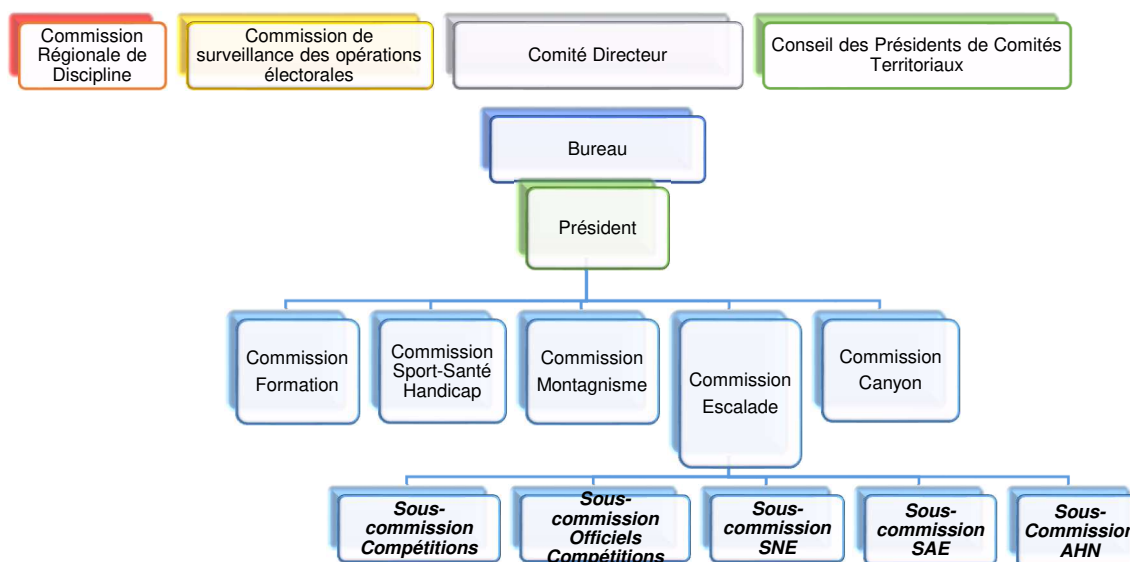 Commission
Régionale de
Discipline
Commission de
surveillance des opérations
électorales
Comité Directeur
Conseil des Présidents de Comités
Territoriaux
Bureau
Président
Commission
Formation
Commission
Sport-Santé
Handicap
Commission
Montagnisme
Commission
Escalade
Commission
Canyon
Sous-
commission
Compétitions
Sous-
commission
Officiels
Compétitions
Sous-
commission
SNE
Sous-
commission
SAE
Sous-
Commission
AHN